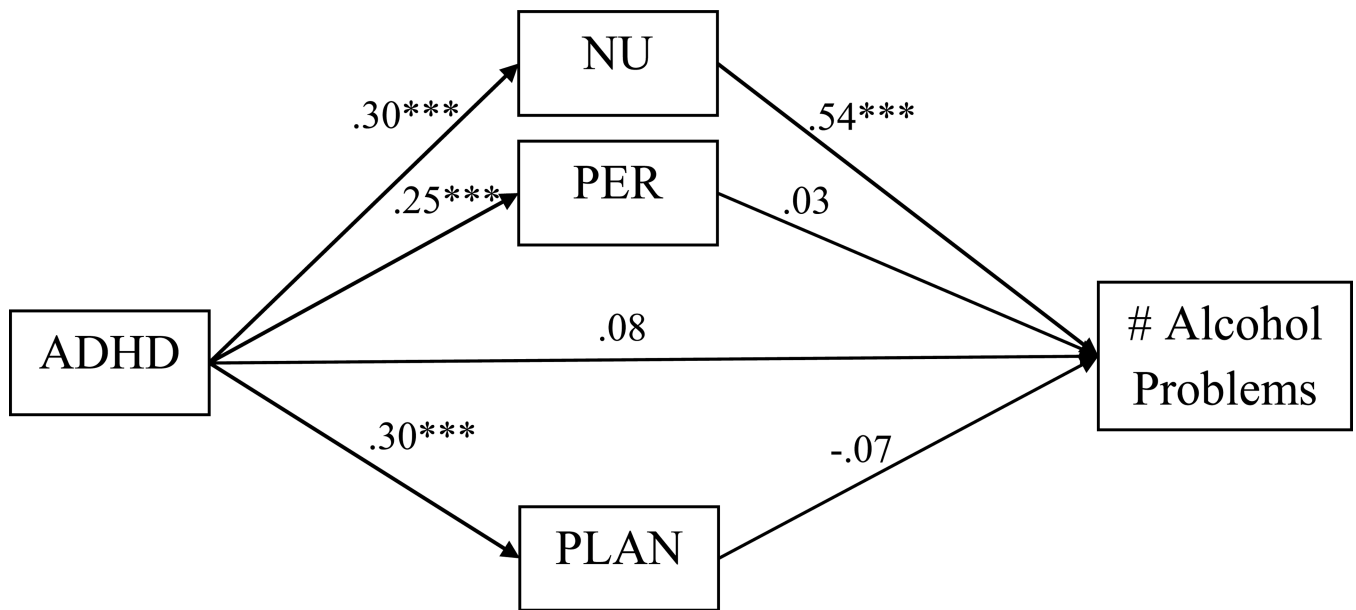 NU
.30***
.54***
PER
.25***
.03
ADHD
.08
# Alcohol
Problems
.30***
-.07
PLAN